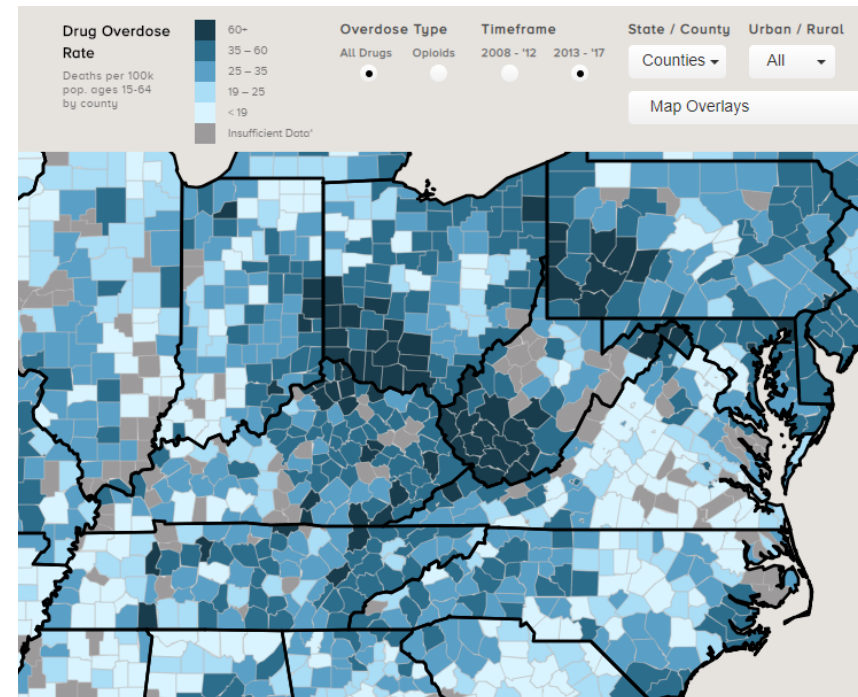 Drug Overdose
Rate
Deaths per 100k
pop. ages 15-64
by county
60+
35 – 60
25 – 35
19 – 25
< 19
Insufficient Data*
Overdose Type
All Drugs Opioids
Timeframe
2008 - '12 2013 - '17
State / County
Counties
Urban / Rural
All
Map Overlays